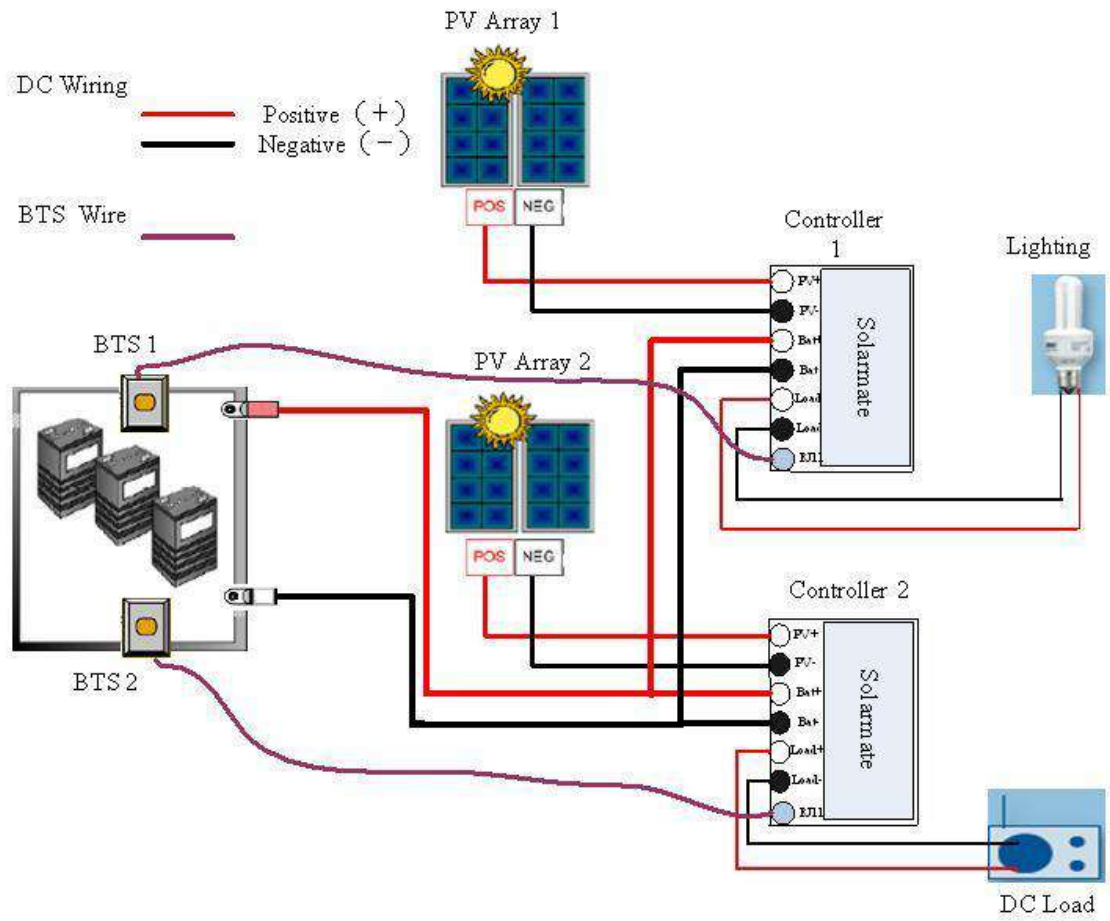 PV Array 1
DC Wiring
Positive (+)
Negative (-)
BTS Wire
POS NEG
Controller
1
Lighting
PV+
PV-
Bat+
Bat
Load
Load
RJ11
Solarmate
BTS 1
PV Array 2
POS NEG
BTS 2
Controller 2
PV+
PV-
Bat+
Bat
Load+
Load-
RJ11
Solarmate
DC Load